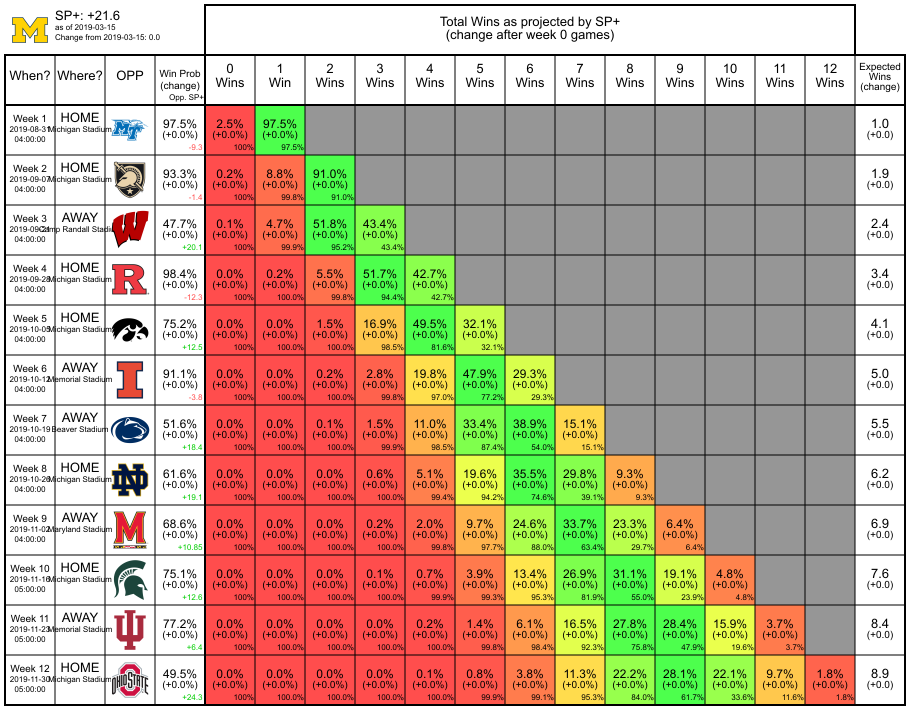 SP+: +21.6
as of 2019-03-15
Change from 2019-03-15: 0.0
Total Wins as projected by SP+
(change after week 0 games)
When? Where? OPP Win Prob (change) Opp. SP+ 0 Wins 1 Win 2 Wins 3 Wins 4 Wins 5 Wins 6 Wins 7 Wins 8 Wins 9 Wins 10 Wins 11 Wins 12 Wins Expected Wins (change)
Week 1 HOME 97.5% 2.5% 97.5% 1.0
2019-08-31 Michigan Stadium MT (+0.0%) (+0.0%) (+0.0%) (+0.0)
04:00:00 -9.3 100% 97.5%
Week 2 HOME 93.3% 0.2% 8.8% 91.0% 1.9
2019-09-07 Michigan Stadium (+0.0%) (+0.0%) (+0.0%) (+0.0%) (+0.0)
04:00:00 -1.4 100% 99.8% 91.0%
Week 3 AWAY 47.7% 0.1% 4.7% 51.8% 43.4% 2.4
2019-09-21 Camp Randall Stadium W (+0.0%) (+0.0%) (+0.0%) (+0.0%) (+0.0%) (+0.0)
04:00:00 +20.1 100% 99.9% 95.2% 43.4%
Week 4 HOME 98.4% 0.0% 0.2% 5.5% 51.7% 42.7% 3.4
2019-09-28 Michigan Stadium R (+0.0%) (+0.0%) (+0.0%) (+0.0%) (+0.0%) (+0.0%) (+0.0)
04:00:00 -12.3 100% 100.0% 99.8% 94.4% 42.7%
Week 5 HOME 75.2% 0.0% 0.0% 1.5% 16.9% 49.5% 32.1% 4.1
2019-10-05 Michigan Stadium (+0.0%) (+0.0%) (+0.0%) (+0.0%) (+0.0%) (+0.0%) (+0.0%) (+0.0)
04:00:00 +12.5 100% 100.0% 100.0% 98.5% 81.6% 32.1%
Week 6 AWAY 91.1% 0.0% 0.0% 0.2% 2.8% 19.8% 47.9% 29.3% 5.0
2019-10-12 Memorial Stadium I (+0.0%) (+0.0%) (+0.0%) (+0.0%) (+0.0%) (+0.0%) (+0.0%) (+0.0%) (+0.0)
04:00:00 -3.8 100% 100.0% 100.0% 99.8% 97.0% 77.2% 29.3%
Week 7 AWAY 51.6% 0.0% 0.0% 0.1% 1.5% 11.0% 33.4% 38.9% 15.1% 5.5
2019-10-19 Beaver Stadium (+0.0%) (+0.0%) (+0.0%) (+0.0%) (+0.0%) (+0.0%) (+0.0%) (+0.0%) (+0.0%) (+0.0)
04:00:00 +18.4 100% 100.0% 100.0% 99.9% 98.5% 87.4% 54.0% 15.1%
Week 8 HOME 61.6% 0.0% 0.0% 0.0% 0.6% 5.1% 19.6% 35.5% 29.8% 9.3% 6.2
2019-10-26 Michigan Stadium ND (+0.0%) (+0.0%) (+0.0%) (+0.0%) (+0.0%) (+0.0%) (+0.0%) (+0.0%) (+0.0%) (+0.0%) (+0.0)
04:00:00 +19.1 100% 100.0% 100.0% 100.0% 99.4% 94.2% 74.6% 39.1% 9.3%
Week 9 AWAY 68.6% 0.0% 0.0% 0.0% 0.2% 2.0% 9.7% 24.6% 33.7% 23.3% 6.4% 6.9
2019-11-02 Maryland Stadium M (+0.0%) (+0.0%) (+0.0%) (+0.0%) (+0.0%) (+0.0%) (+0.0%) (+0.0%) (+0.0%) (+0.0%) (+0.0%) (+0.0)
04:00:00 +10.85 100% 100.0% 100.0% 100.0% 99.8% 97.7% 88.0% 63.4% 29.7% 6.4%
Week 10 HOME 75.1% 0.0% 0.0% 0.0% 0.1% 0.7% 3.9% 13.4% 26.9% 31.1% 19.1% 4.8% 7.6
2019-11-16 Michigan Stadium (+0.0%) (+0.0%) (+0.0%) (+0.0%) (+0.0%) (+0.0%) (+0.0%) (+0.0%) (+0.0%) (+0.0%) (+0.0%) (+0.0%) (+0.0)
05:00:00 +12.6 100% 100.0% 100.0% 100.0% 99.9% 99.3% 95.3% 81.9% 55.0% 23.9% 4.8%
Week 11 AWAY 77.2% 0.0% 0.0% 0.0% 0.0% 0.2% 1.4% 6.1% 16.5% 27.8% 28.4% 15.9% 3.7% 8.4
2019-11-23 Memorial Stadium (+0.0%) (+0.0%) (+0.0%) (+0.0%) (+0.0%) (+0.0%) (+0.0%) (+0.0%) (+0.0%) (+0.0%) (+0.0%) (+0.0%) (+0.0%) (+0.0)
05:00:00 +6.4 100% 100.0% 100.0% 100.0% 100.0% 99.8% 98.4% 92.3% 75.8% 47.9% 19.6% 3.7%
Week 12 HOME 49.5% 0.0% 0.0% 0.0% 0.0% 0.1% 0.8% 3.8% 11.3% 22.2% 28.1% 22.1% 9.7% 1.8% 8.9
2019-11-30 Michigan Stadium OHIO STATE (+0.0%) (+0.0%) (+0.0%) (+0.0%) (+0.0%) (+0.0%) (+0.0%) (+0.0%) (+0.0%) (+0.0%) (+0.0%) (+0.0%) (+0.0%) (+0.0%) (+0.0)
05:00:00 +24.3 100% 100.0% 100.0% 100.0% 100.0% 99.9% 99.1% 95.3% 84.0% 61.7% 33.6% 11.6% 1.8%